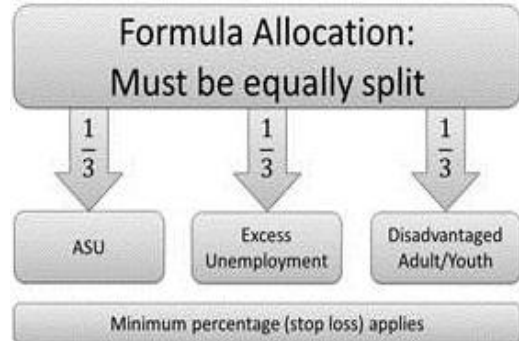 Formula Allocation:
Must be equally split
1/3
1/3
1/3
ASU
Excess
Unemployment
Disadvantaged
Adult/Youth
Minimum percentage (stop loss) applies